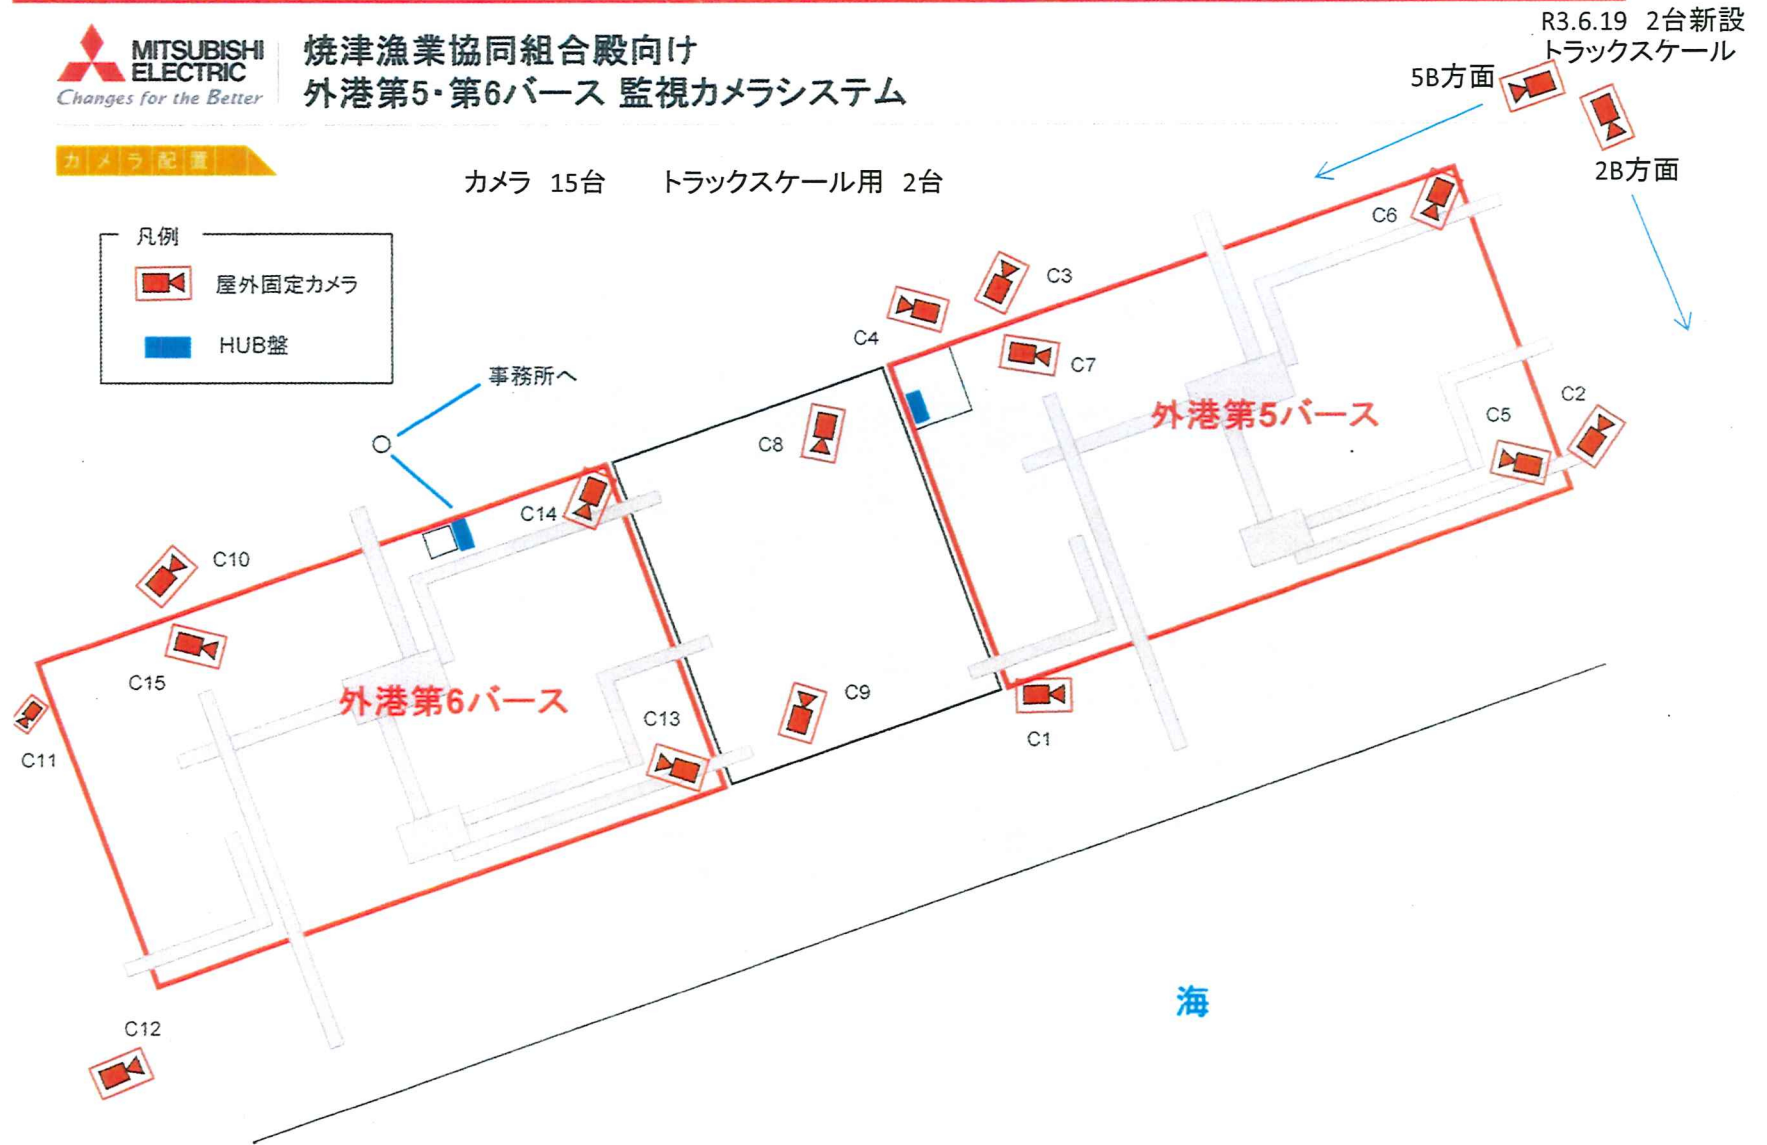 MITSUBISHI
ELECTRIC
Changes for the Better
焼津漁業協同組合殿向け
外港第5・第6バース 監視カメラシステム
R3.6.19 2台新設
トラックスケール
5B方面
2B方面
カメラ配置
カメラ 15台 トラックスケール用 2台
凡例
屋外固定カメラ
HUB盤
事務所へ
C6
C3
C4
C7
C2
C5
外港第5バース
C8
C14
C10
C15
外港第6バース
C9
C13
C11
C1
海
C12